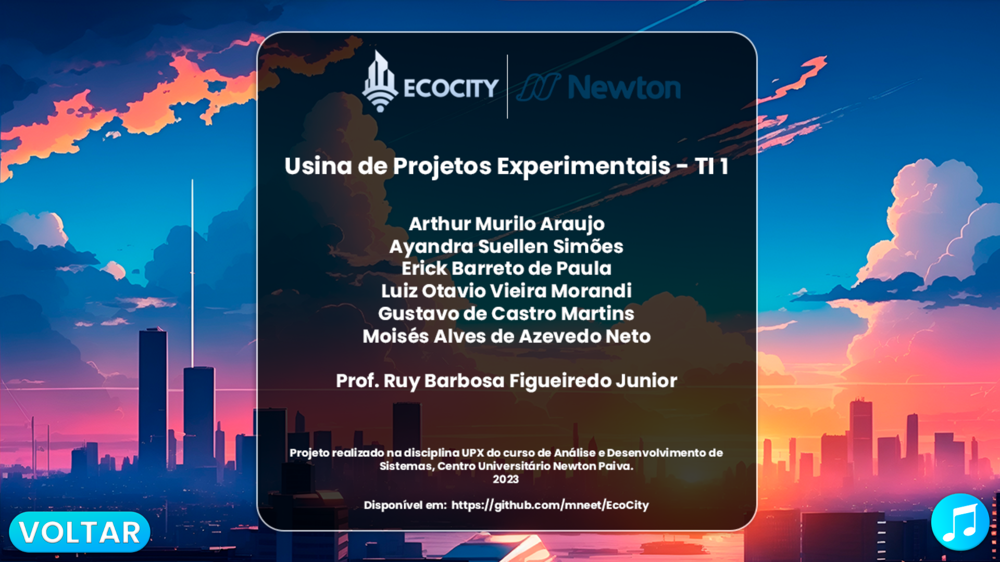 ECOCITY
Newton
Usina de Projetos Experimentais - TI 1
Arthur Murilo Araujo
Ayandra Suellen Simões
Erick Barreto de Paula
Luiz Otavio Vieira Morandi
Gustavo de Castro Martins
Moisés Alves de Azevedo Neto
Prof. Ruy Barbosa Figueiredo Junior
Projeto realizado na disciplina UPX do curso de Análise e Desenvolvimento de
Sistemas, Centro Universitário Newton Paiva.
2023
Disponível em: https://github.com/mneet/EcoCity
VOLTAR